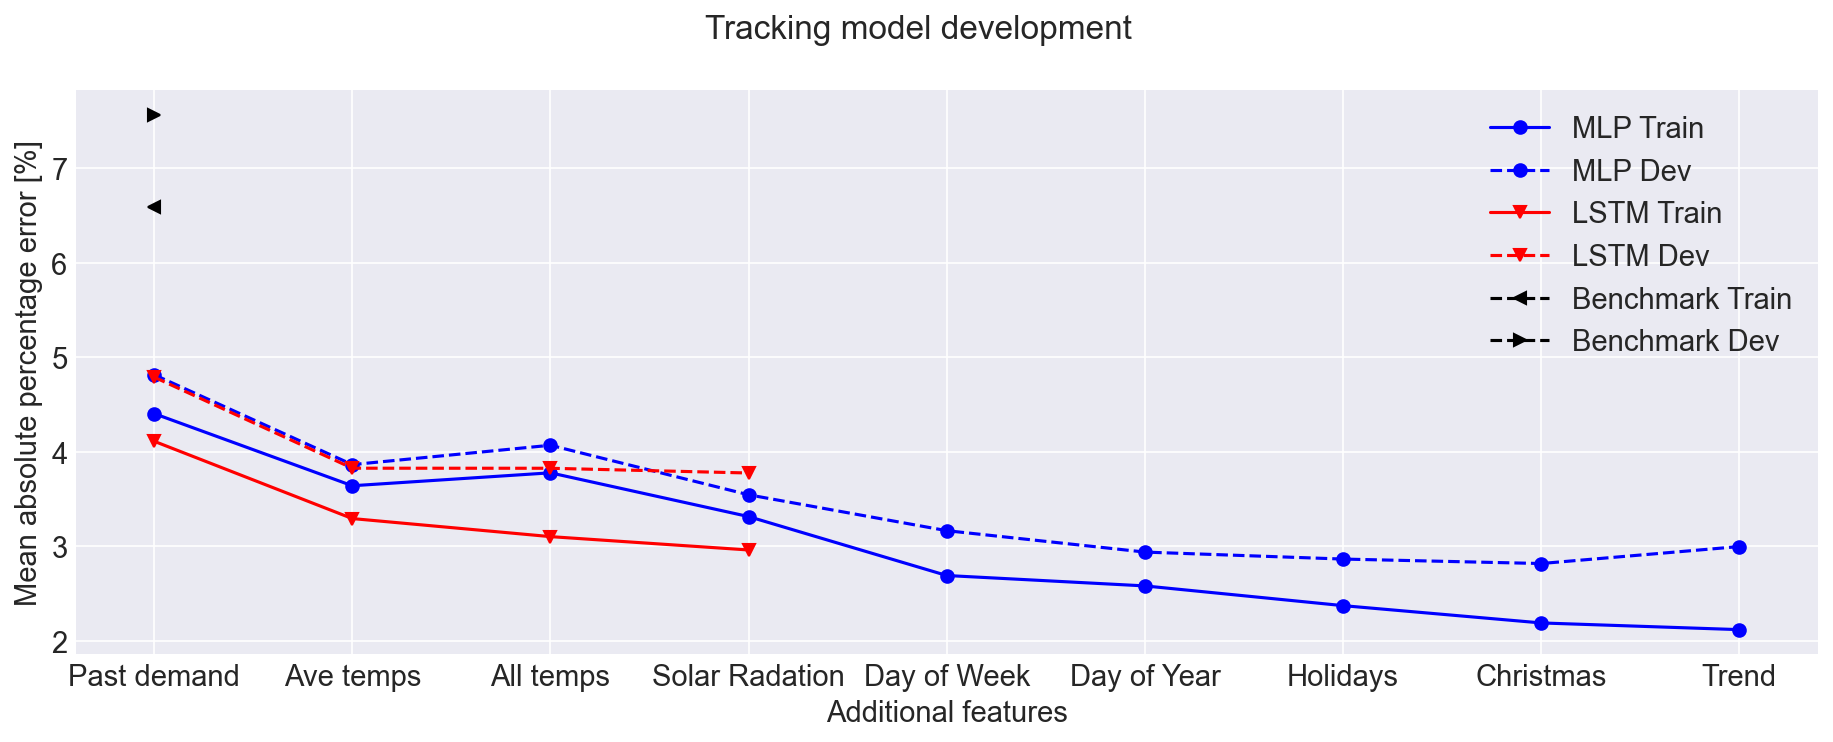 Tracking model development
Mean absolute percentage error [%]
7
6
5
4
3
2
MLP Train
MLP Dev
LSTM Train
LSTM Dev
Benchmark Train
Benchmark Dev
Past demand Ave temps All temps Solar Radation Day of Week Day of Year Holidays Christmas Trend
Additional features